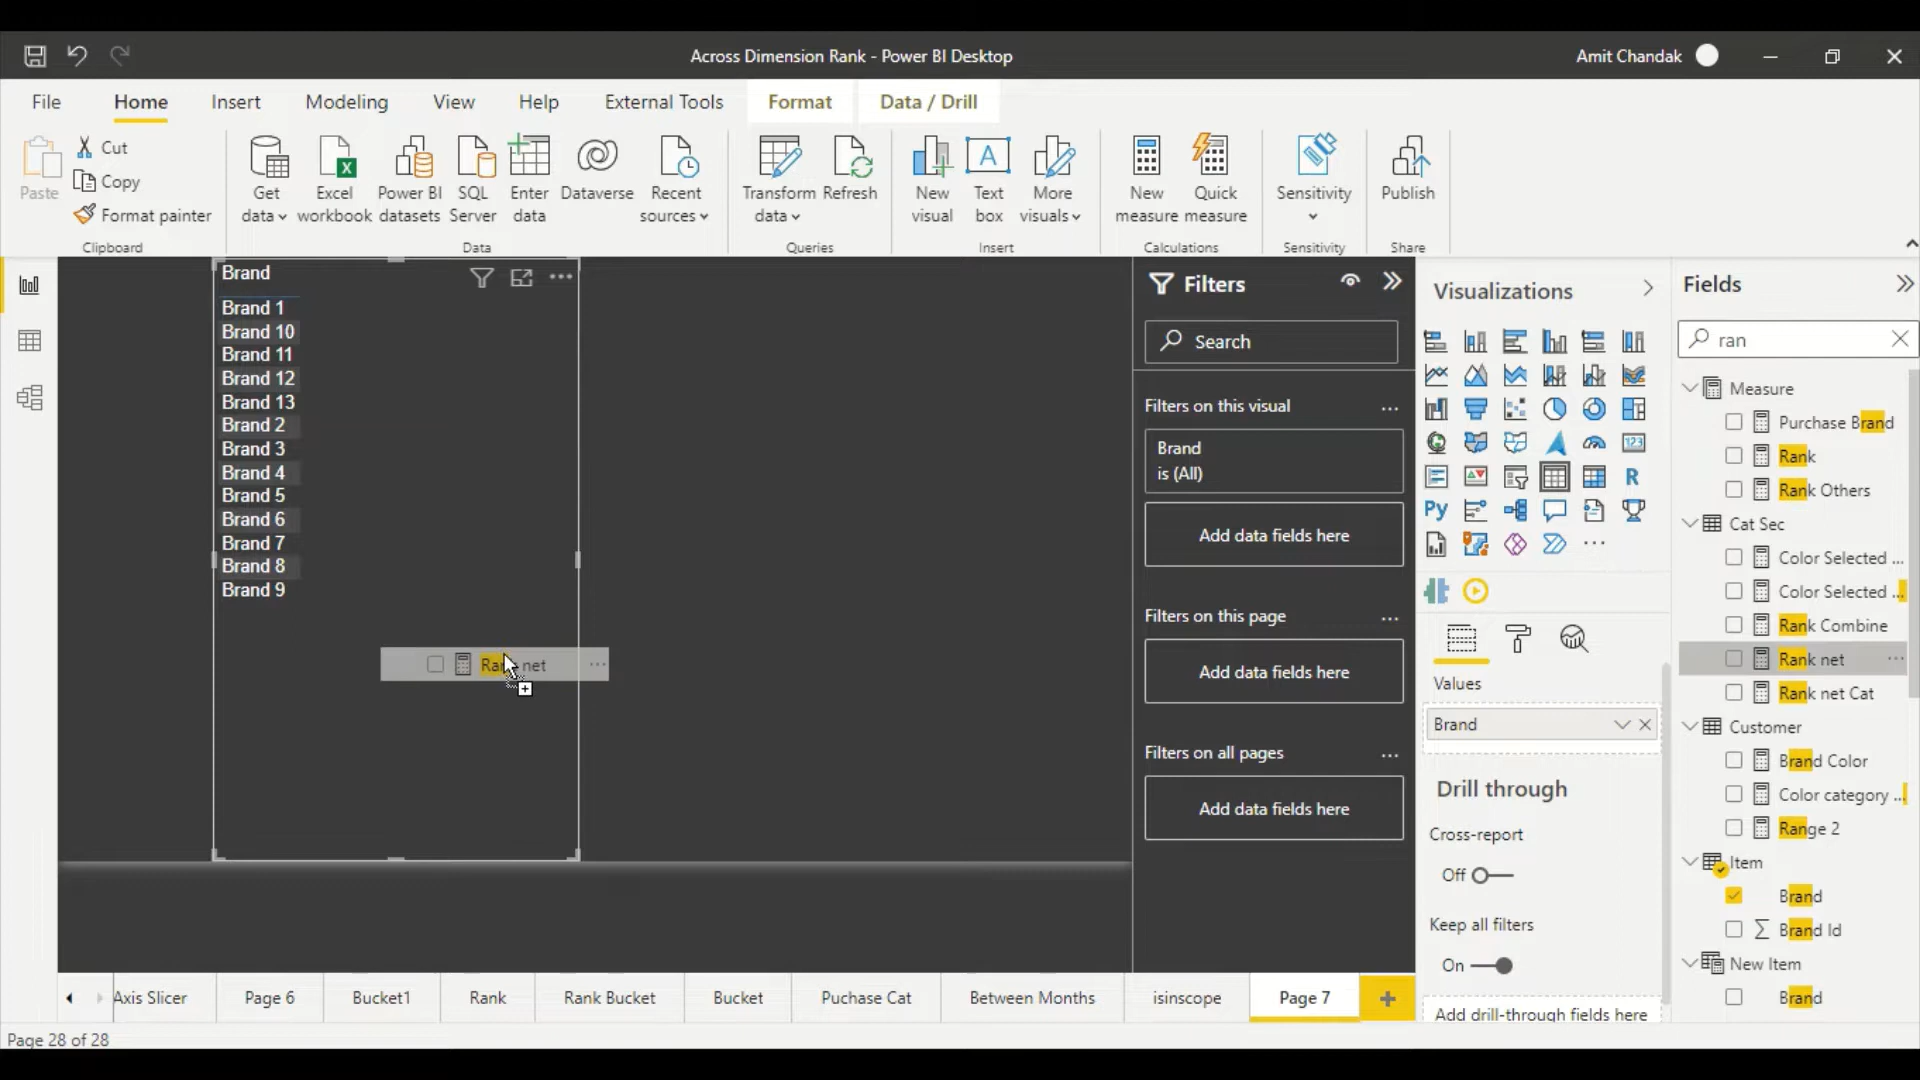 Across Dimension Rank - Power BI Desktop
Amit Chandak
File
Home
Insert
Modeling
View
Help
External Tools
Format
Data / Drill
Paste
Cut
Copy
Format painter
Clipboard
Get data
Excel workbook
Power BI datasets
SQL Server
Enter data
Dataverse
Recent sources
Data
Transform data
Refresh
Queries
New visual
Text box
More visuals
Insert
New measure
Quick measure
Calculations
Sensitivity
Sensitivity
Publish
Share
Brand
Brand 1
Brand 10
Brand 11
Brand 12
Brand 13
Brand 2
Brand 3
Brand 4
Brand 5
Brand 6
Brand 7
Brand 8
Brand 9
Rank net
Filters
Search
Filters on this visual
Brand
is (All)
Add data fields here
Filters on this page
Add data fields here
Filters on all pages
Add data fields here
Visualizations
123
R
Py
Values
Brand
Drill through
Cross-report
Off
Keep all filters
On
Add drill-through fields here
Fields
ran
Measure
Purchase Brand
Rank
Rank Others
Cat Sec
Color Selected ...
Color Selected ...
Rank Combine
Rank net
Rank net Cat
Customer
Brand Color
Color category ...
Range 2
Item
Brand
Brand Id
New Item
Brand
Axis Slicer
Page 6
Bucket1
Rank
Rank Bucket
Bucket
Puchase Cat
Between Months
isinscope
Page 7
Page 28 of 28